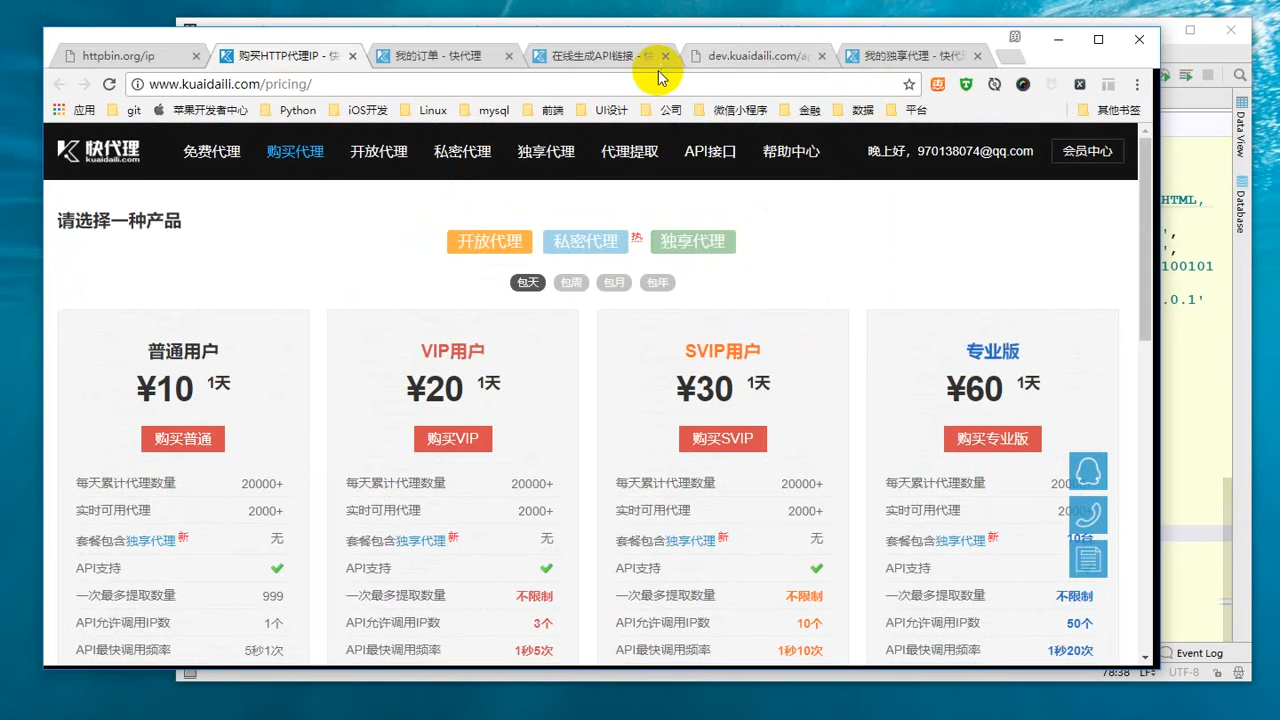 httpbin.org/ip
购买HTTP代理IP - 快
我的订单 - 快代理
在线生成API链接 - 快
dev.kuaidaili.com/ap
我的独享代理 - 快代理
www.kuaidaili.com/pricing/
应用 git 苹果开发者中心 Python iOS开发 Linux mysql 前端 UI设计 公司 微信小程序 金融 数据 平台 其他书签
快代理
kuaidaili.com
免费代理 购买代理 开放代理 私密代理 独享代理 代理提取 API接口 帮助中心 晚上好，970138074@qq.com 会员中心
请选择一种产品
开放代理 私密代理 热 独享代理
包天 包周 包月 包年
普通用户 VIP用户 SVIP用户 专业版
¥10 1天 ¥20 1天 ¥30 1天 ¥60 1天
购买普通 购买VIP 购买SVIP 购买专业版
每天累计代理数量 20000+ 每天累计代理数量 20000+ 每天累计代理数量 20000+ 每天累计代理数量
实时可用代理 2000+ 实时可用代理 2000+ 实时可用代理 2000+ 实时可用代理
套餐包含独享代理新 无 套餐包含独享代理新 无 套餐包含独享代理新 无 套餐包含独享代理新 10台
API支持 API支持 API支持 API支持
一次最多提取数量 999 一次最多提取数量 不限制 一次最多提取数量 不限制 一次最多提取数量 不限制
API允许调用IP数 1个 API允许调用IP数 3个 API允许调用IP数 10个 API允许调用IP数 50个
API最快调用频率 5秒1次 API最快调用频率 1秒5次 API最快调用频率 1秒10次 API最快调用频率 1秒20次
Data View
Database
HTML,
',
',
100101
.0.1'
Event Log
78:38 LF UTF-8